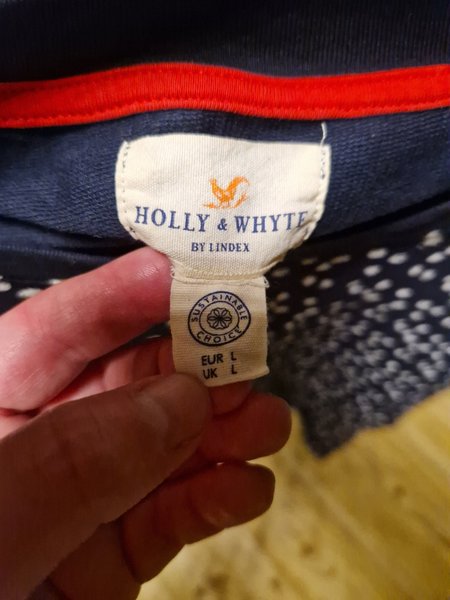 HOLLY & WHYTE
BY LINDEX
SUSTAINABLE
CHOICE
EUR L
UK L